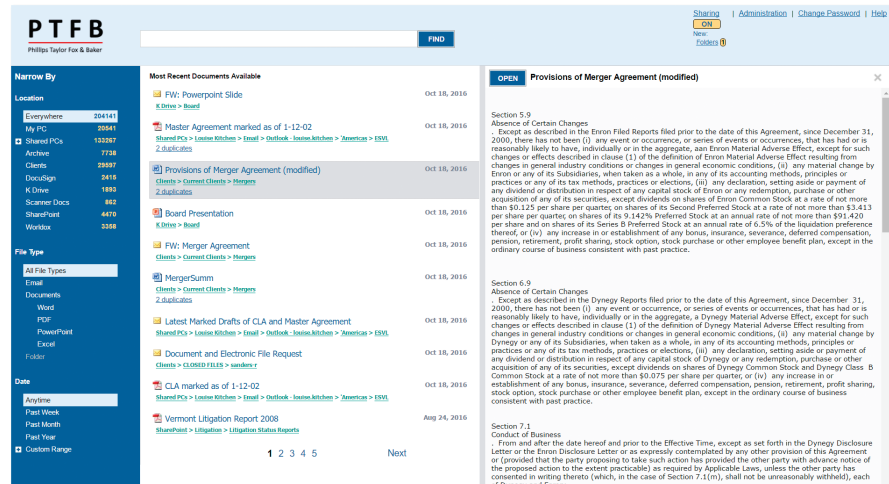 PTFB
Phillips Taylor Fox & Baker
FIND
Sharing | Administration | Change Password | Help
ON
New:
Folders 1
Narrow By
Location
Everywhere 204141
My PC 20541
Shared PCs 133267
Archive 7738
Clients 29597
DocuSign 2415
K Drive 1893
Scanner Docs 862
SharePoint 4470
Worldox 3358
File Type
All File Types
Email
Documents
Word
PDF
PowerPoint
Excel
Folder
Date
Anytime
Past Week
Past Month
Past Year
Custom Range
Most Recent Documents Available
FW: Powerpoint Slide Oct 18, 2016
K Drive > Board
Master Agreement marked as of 1-12-02 Oct 18, 2016
Shared PCs > Louise Kitchen > Email > Outlook - louise.kitchen > 'Americas > ESVL
2 duplicates
Provisions of Merger Agreement (modified) Oct 18, 2016
Clients > Current Clients > Mergers
2 duplicates
Board Presentation Oct 18, 2016
K Drive > Board
FW: Merger Agreement Oct 18, 2016
Clients > Current Clients > Mergers
MergerSumm Oct 18, 2016
Clients > Current Clients > Mergers
2 duplicates
Latest Marked Drafts of CLA and Master Agreement Oct 18, 2016
Shared PCs > Louise Kitchen > Email > Outlook - louise.kitchen > 'Americas > ESVL
Document and Electronic File Request Oct 18, 2016
Clients > CLOSED FILES > sanders-r
CLA marked as of 1-12-02 Oct 18, 2016
Shared PCs > Louise Kitchen > Email > Outlook - louise.kitchen > 'Americas > ESVL
Vermont Litigation Report 2008 Aug 24, 2016
SharePoint > Litigation > Litigation Status Reports
1 2 3 4 5 Next
OPEN Provisions of Merger Agreement (modified)
Section 5.9
Absence of Certain Changes
. Except as described in the Enron Filed Reports filed prior to the date of this Agreement, since December 31,
2000, there has not been (i) any event or occurrence, or series of events or occurrences, that has had or is
reasonably likely to have, individually or in the aggregate, aan Enron Material Adverse Effect, except for such
changes or effects described in clause (1) of the definition of Enron Material Adverse Effect resulting from
changes in general industry conditions or changes in general economic conditions, (ii) any material change by
Enron or any of its Subsidiaries, when taken as a whole, in any of its accounting methods, principles or
practices or any of its tax methods, practices or elections, (iii) any declaration, setting aside or payment of
any dividend or distribution in respect of any capital stock of Enron or any redemption, purchase or other
acquisition of any of its securities, except dividends on shares of Enron Common Stock at a rate of not more
than $0.125 per share per quarter, on shares of its Second Preferred Stock at a rate of not more than $3.413
per share per quarter, on shares of its 9.142% Preferred Stock at an annual rate of not more than $91.420
per share and on shares of its Series B Preferred Stock at an annual rate of 6.5% of the liquidation preference
thereof, or (iv) any increase in or establishment of any bonus, insurance, severance, deferred compensation,
pension, retirement, profit sharing, stock option, stock purchase or other employee benefit plan, except in the
ordinary course of business consistent with past practice.
Section 6.9
Absence of Certain Changes
. Except as described in the Dynegy Reports filed prior to the date of this Agreement, since December 31,
2000, there has not been (i) any event or occurrence, or series of events or occurrences, that has had or is
reasonably likely to have, individually or in the aggregate, a Dynegy Material Adverse Effect, except for such
changes or effects described in clause (1) of the definition of Dynegy Material Adverse Effect resulting from
changes in general industry conditions or changes in general economic conditions, (ii) any material change by
Dynegy or any of its Subsidiaries, when taken as a whole, in any of its accounting methods, principles or
practices or any of its tax methods, practices or elections, (iii) any declaration, setting aside or payment of
any dividend or distribution in respect of any capital stock of Dynegy or any redemption, purchase or other
acquisition of any of its securities, except dividends on shares of Dynegy Common Stock and Dynegy Class B
Common Stock at a rate of not more than $0.075 per share per quarter, or (iv) any increase in or
establishment of any bonus, insurance, severance, deferred compensation, pension, retirement, profit sharing,
stock option, stock purchase or other employee benefit plan, except in the ordinary course of business
consistent with past practice.
Section 7.1
Conduct of Business
. From and after the date hereof and prior to the Effective Time, except as set forth in the Dynegy Disclosure
Letter or the Enron Disclosure Letter or as expressly contemplated by any other provision of this Agreement
or (provided that the party proposing to take such action has provided the other party with advance notice of
the proposed action to the extent practicable) as required by Applicable Laws, unless the other party has
consented in writing thereto (which, in the case of Section 7.1(m), shall not be unreasonably withheld), each